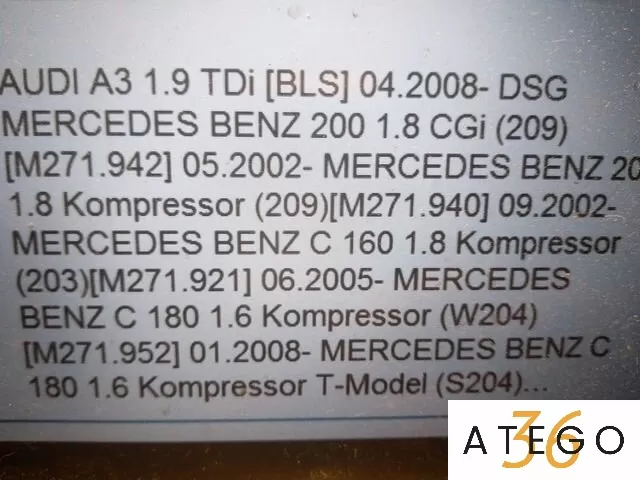 AUDI A3 1.9 TDi [BLS] 04.2008- DSG
MERCEDES BENZ 200 1.8 CGi (209)
[M271.942] 05.2002- MERCEDES BENZ 20
1.8 Kompressor (209)[M271.940] 09.2002-
MERCEDES BENZ C 160 1.8 Kompressor
(203)[M271.921] 06.2005- MERCEDES
BENZ C 180 1.6 Kompressor (W204)
[M271.952] 01.2008- MERCEDES BENZ C
180 1.6 Kompressor T-Model (S204)...
ATEGO
36